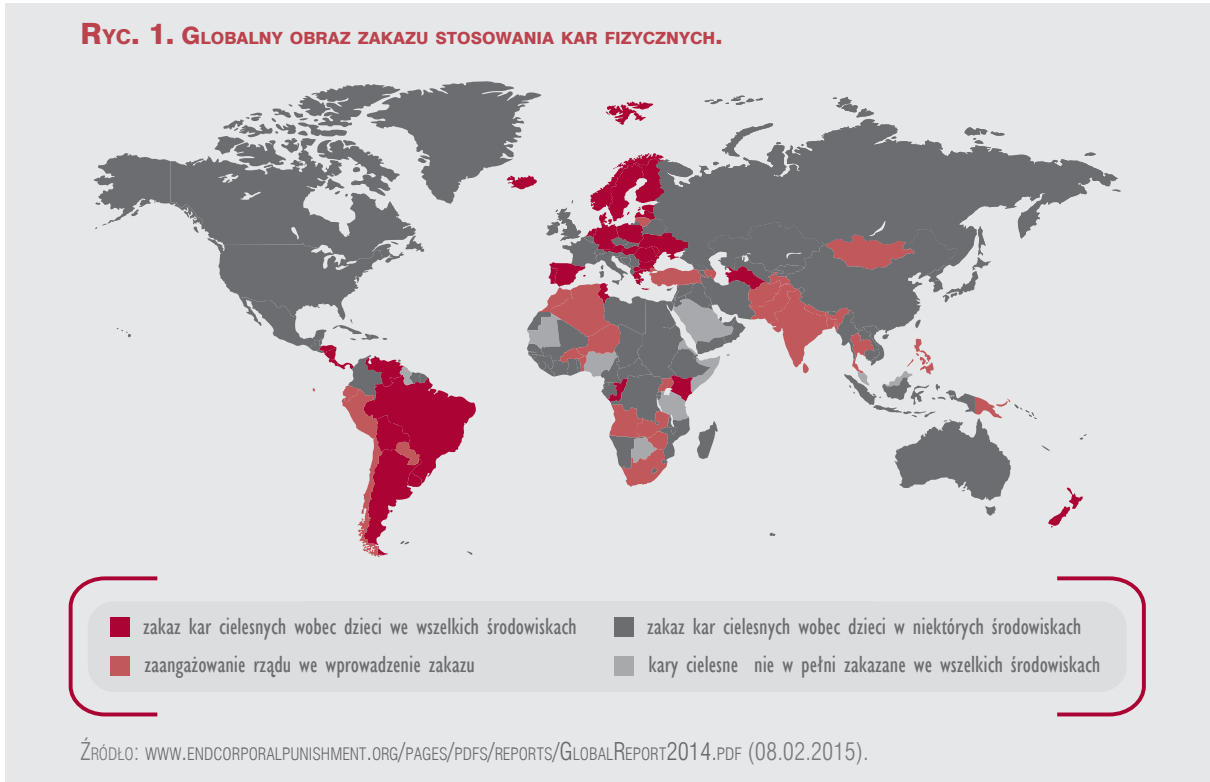 Ryc. 1. Globalny obraz zakazu stosowania kar fizycznych.
zakaz kar cielesnych wobec dzieci we wszelkich środowiskach
zaangażowanie rządu we wprowadzenie zakazu
zakaz kar cielesnych wobec dzieci w niektórych środowiskach
kary cielesne nie w pełni zakazane we wszelkich środowiskach
Źródło: www.endcorporalpunishment.org/pages/pdfs/reports/GlobalReport2014.pdf (08.02.2015).